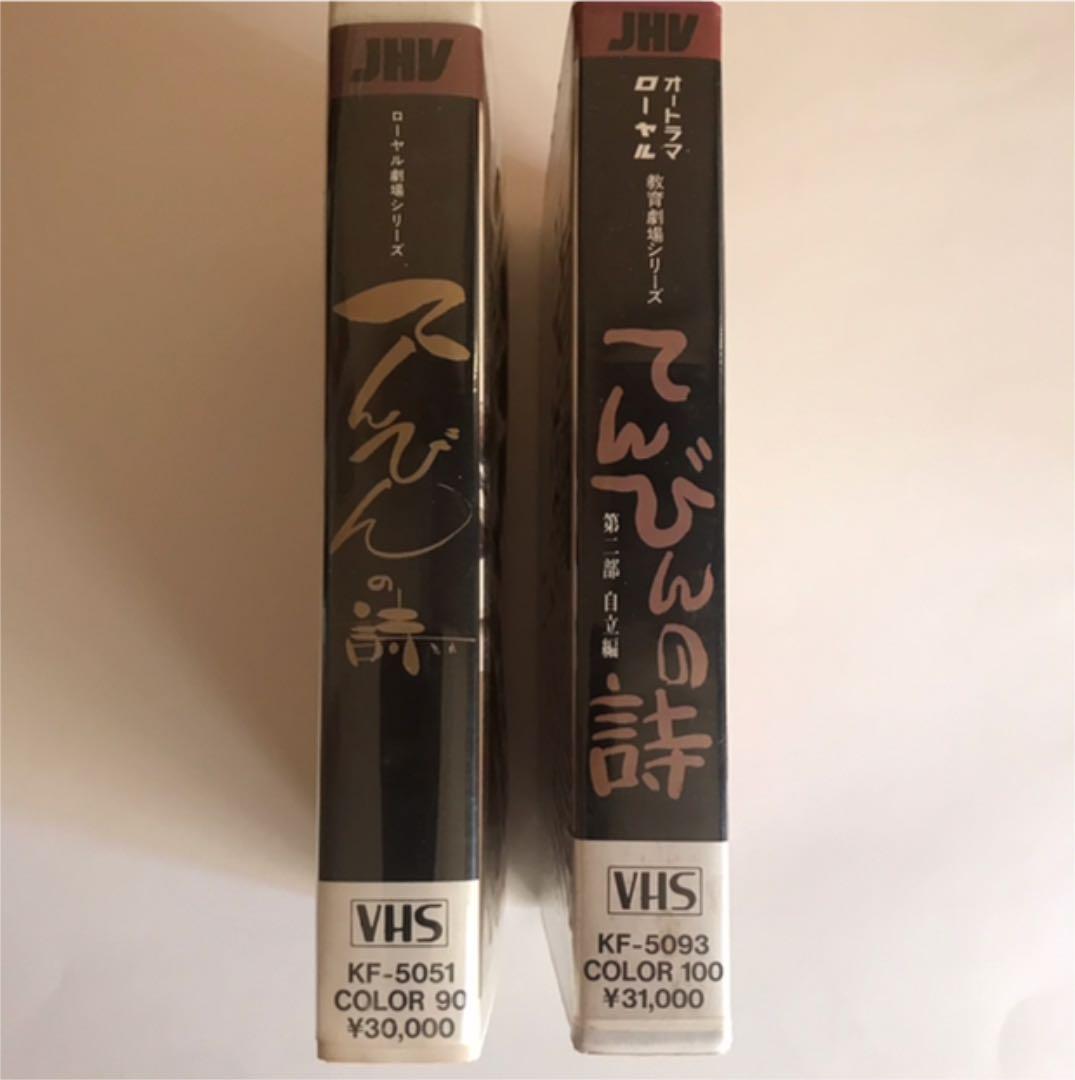 JHV
ローヤル劇場シリーズ
てんびんの詩
VHS
KF-5051
COLOR 90
¥30,000
JHV
オートラマ
ローヤル
教育劇場シリーズ
てんびんの詩
第二部 自立編
VHS
KF-5093
COLOR 100
¥31,000